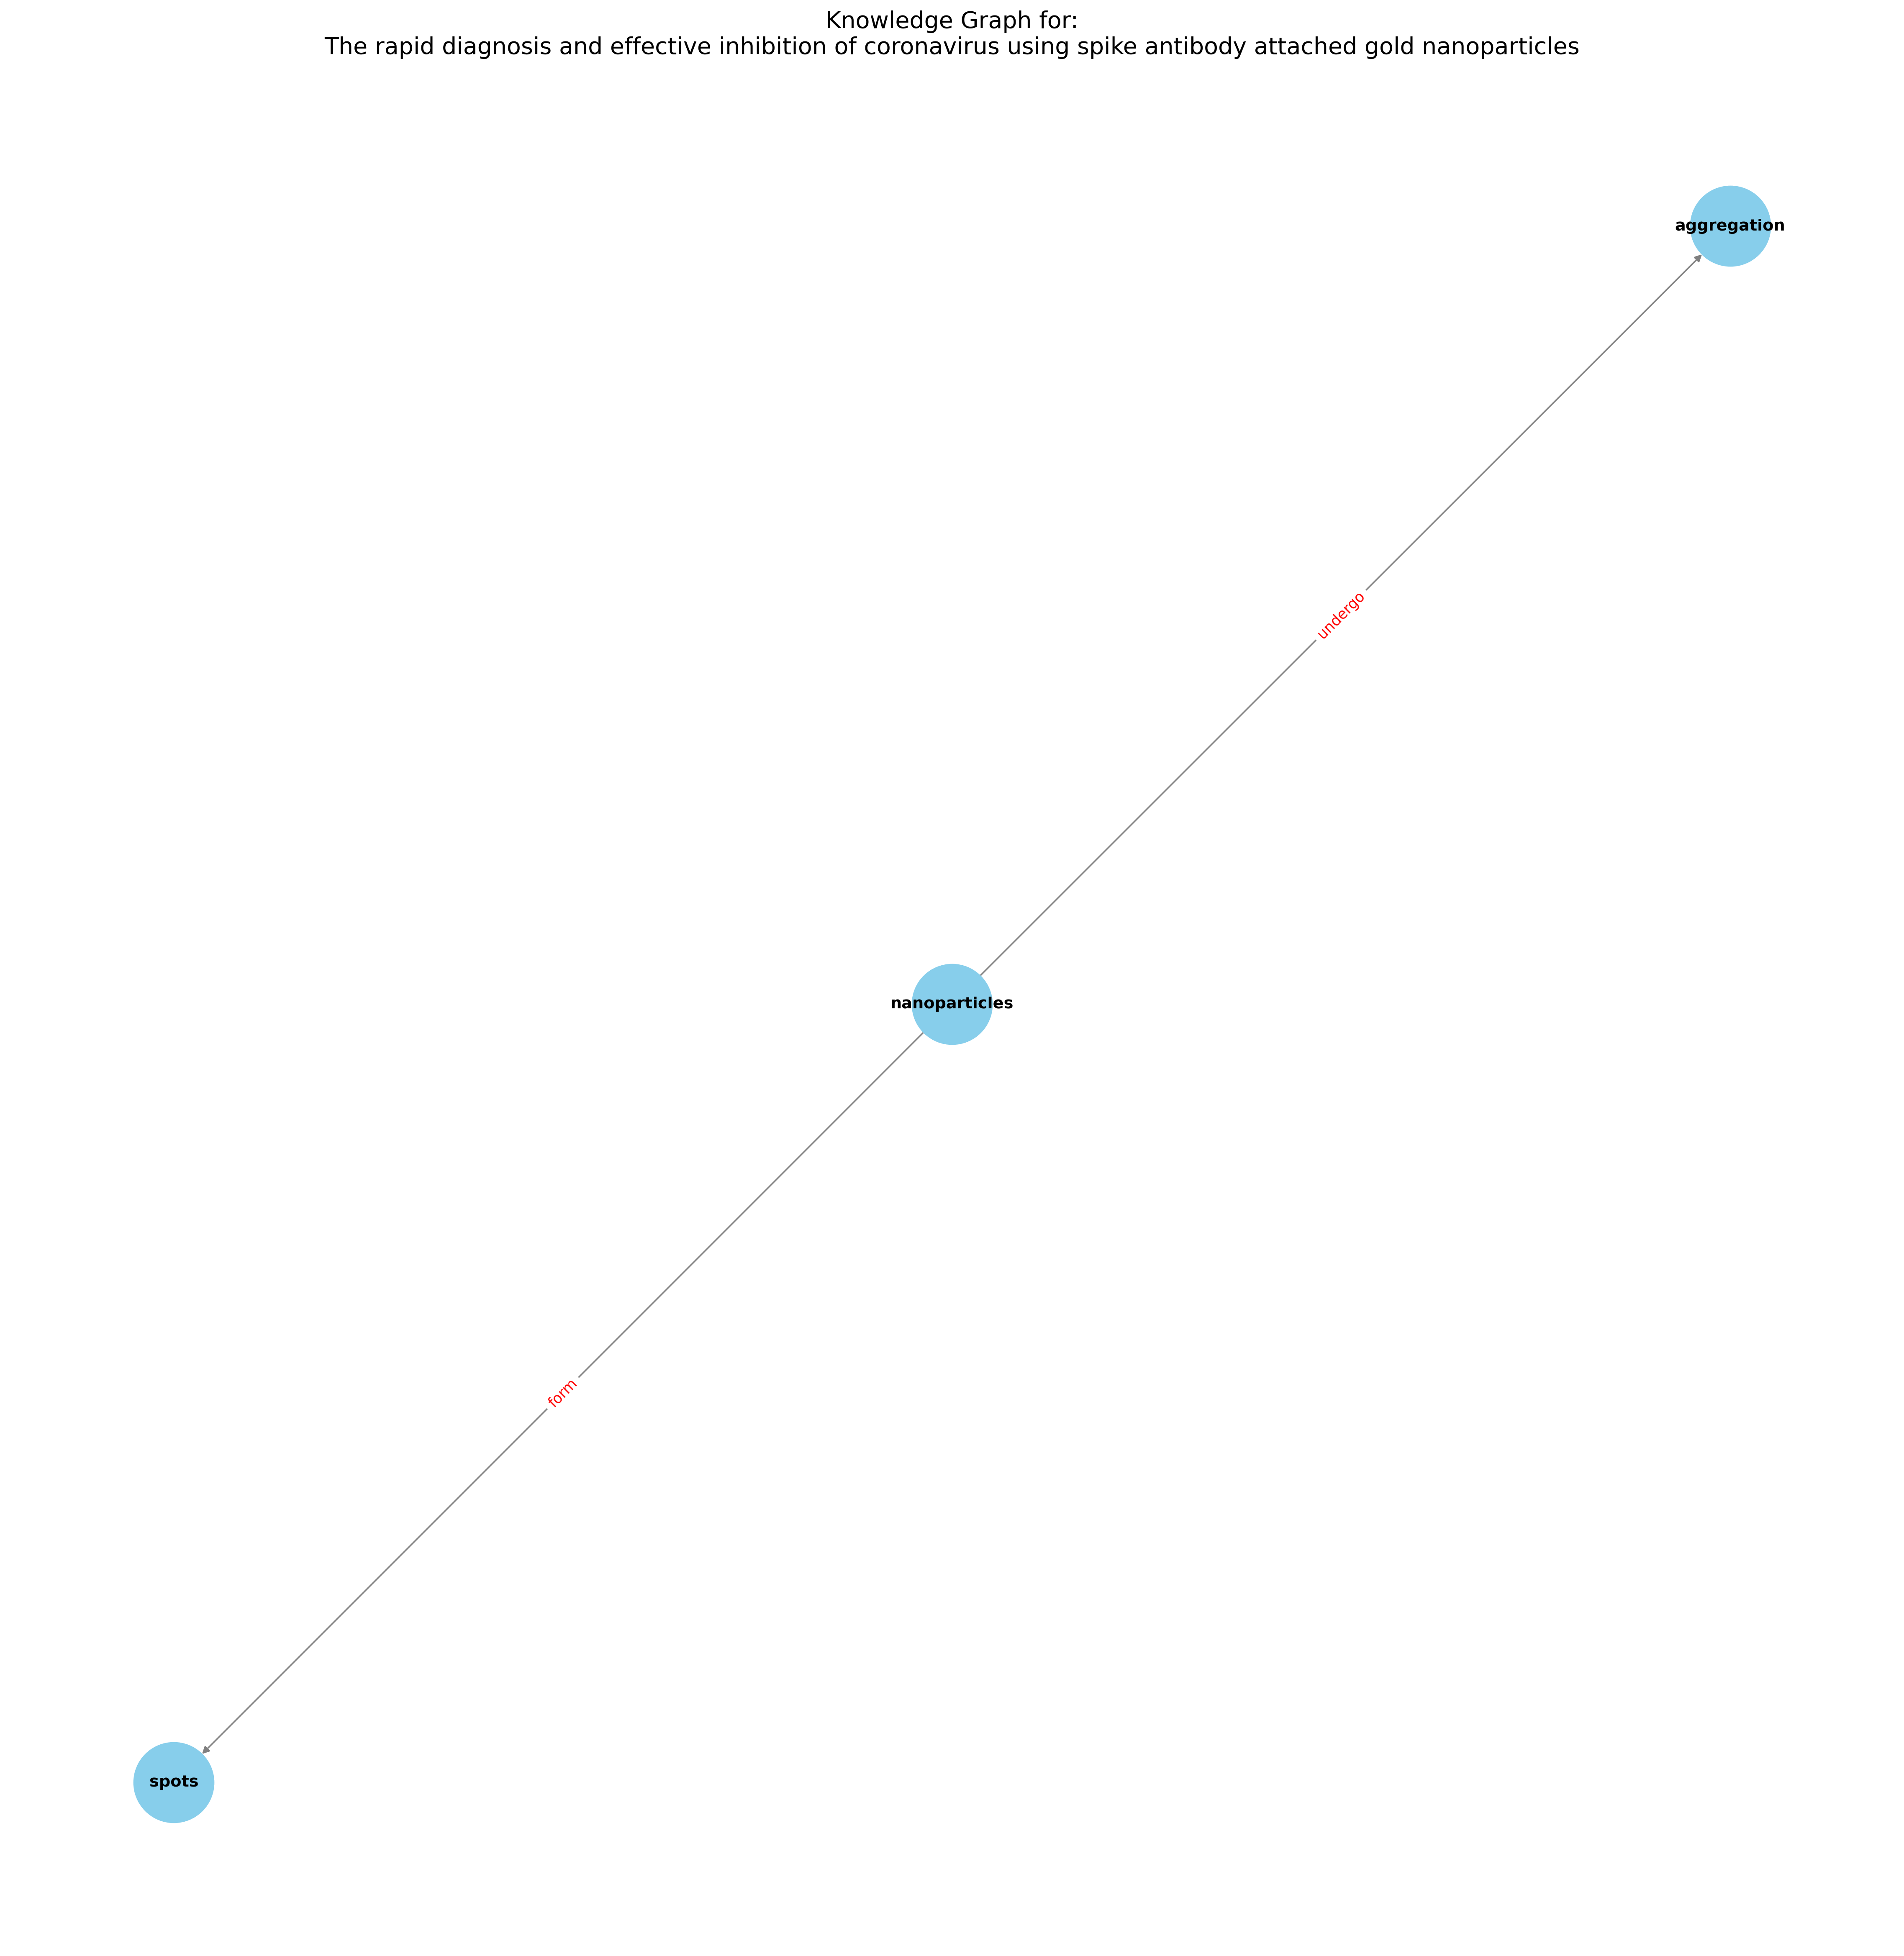 Knowledge Graph for:
The rapid diagnosis and effective inhibition of coronavirus using spike antibody attached gold nanoparticles
aggregation
undergo
nanoparticles
form
spots